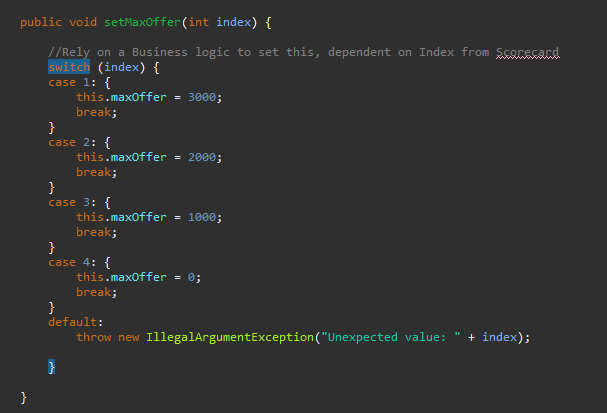 public void setMaxOffer(int index) {
//Rely on a Business logic to set this, dependent on Index from Scorecard
switch (index) {
case 1: {
this.maxOffer = 3000;
break;
}
case 2: {
this.maxOffer = 2000;
break;
}
case 3: {
this.maxOffer = 1000;
break;
}
case 4: {
this.maxOffer = 0;
break;
}
default:
throw new IllegalArgumentException("Unexpected value: " + index);
}
}